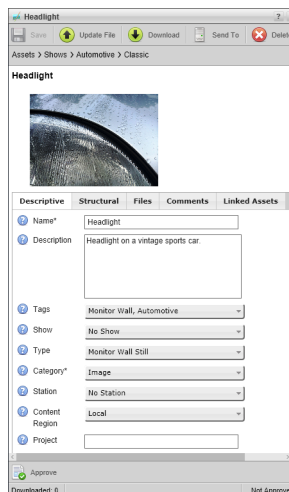 Headlight ?
Save Update File Download Send To Delete
Assets > Shows > Automotive > Classic
Headlight
Descriptive Structural Files Comments Linked Assets
Name* Headlight
Description Headlight on a vintage sports car.
Tags Monitor Wall, Automotive
Show No Show
Type Monitor Wall Still
Category* Image
Station No Station
Content Local
Region
Project
Approve
Downloaded: 0 Not Approve